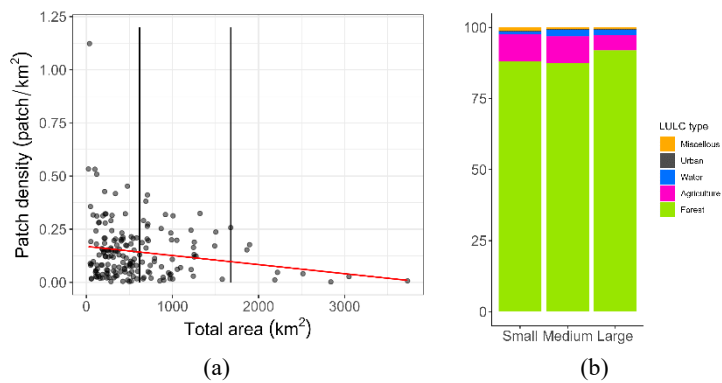 Patch density (patch/km²)
1.25
1.00
0.75
0.50
0.25
0.00
0
1000
2000
3000
Total area (km²)
(a)
100
75
50
25
0
Small Medium Large
LULC type
Miscellous
Urban
Water
Agriculture
Forest
(b)